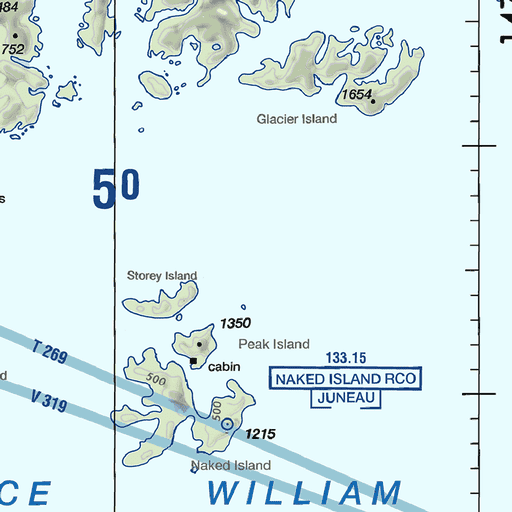 484
752
1654
Glacier Island
5⁰
s
Storey Island
1350
Peak Island
T 269
cabin
133.15
NAKED ISLAND RCO
JUNEAU
500
d
V 319
500
1215
Naked Island
CE WILLIAM